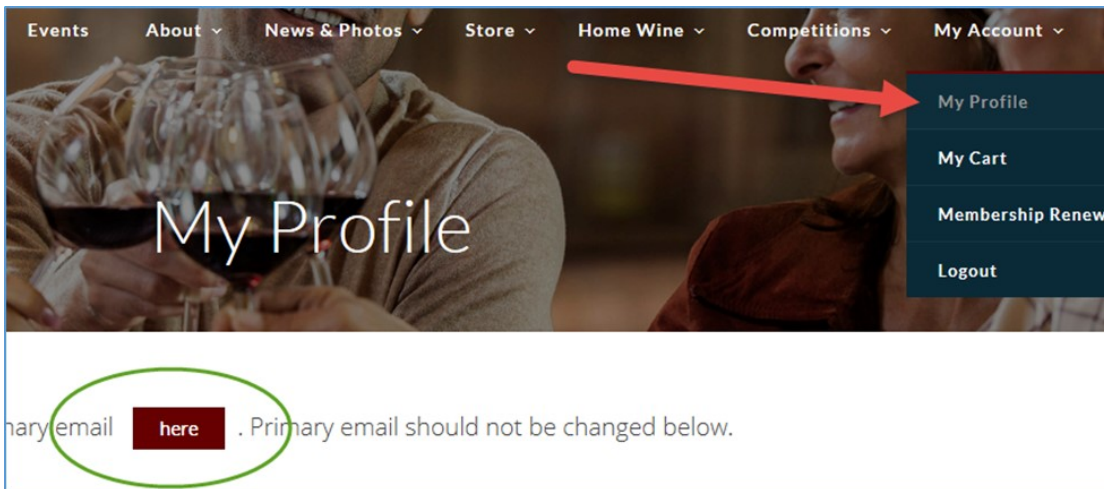 Events About News & Photos Store Home Wine Competitions My Account
My Profile
My Cart
Membership Renew
Logout
My Profile
email here . Primary email should not be changed below.